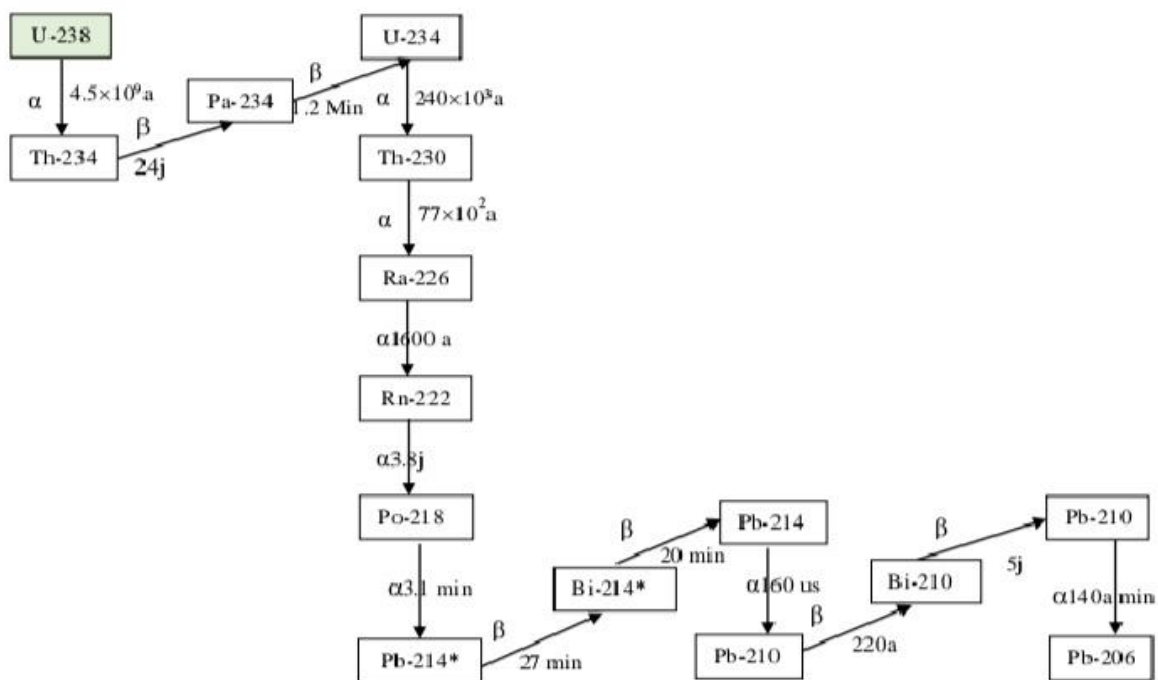 U-238
U-234
α 4.5×10⁹a
β
Pa-234
1.2 Min
α 240×10³a
β
Th-234
24j
Th-230
α 77×10²a
Ra-226
α1600 a
Rn-222
α3.8j
Po-218
β
Pb-214
β
Pb-210
20 min
5j
α3.1 min
Bi-214*
α160 us
Bi-210
α140a min
β
β
Pb-214*
27 min
Pb-210
220a
Pb-206